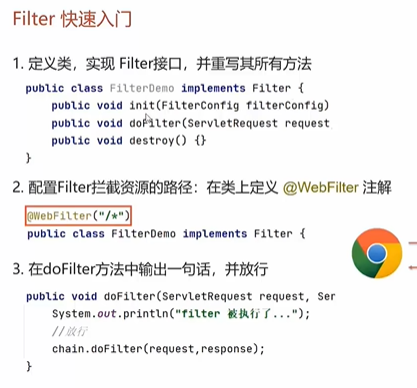 Filter 快速入门
1. 定义类，实现 Filter接口，并重写其所有方法
public class FilterDemo implements Filter {
public void init(FilterConfig filterConfig)
public void doFilter(ServletRequest request
public void destroy() {}
}
2. 配置Filter拦截资源的路径：在类上定义 @WebFilter 注解
@WebFilter("/*")
public class FilterDemo implements Filter {
3. 在doFilter方法中输出一句话，并放行
public void doFilter(ServletRequest request, Ser
System.out.println("filter 被执行了...");
//放行
chain.doFilter(request,response);
}